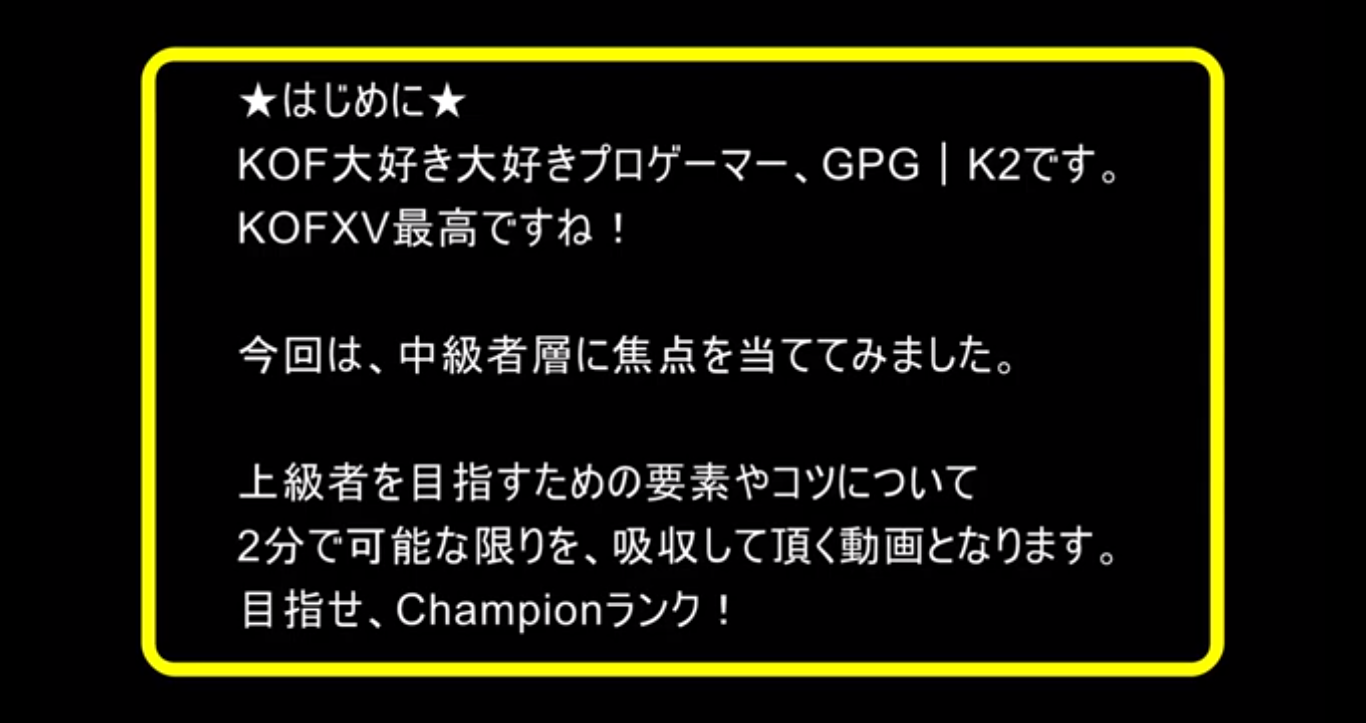 ★はじめに★
KOF大好き大好きプロゲーマー、GPG｜K2です。
KOFXV最高ですね！
今回は、中級者層に焦点を当ててみました。
上級者を目指すための要素やコツについて
2分で可能な限りを、吸収して頂く動画となります。
目指せ、Championランク！